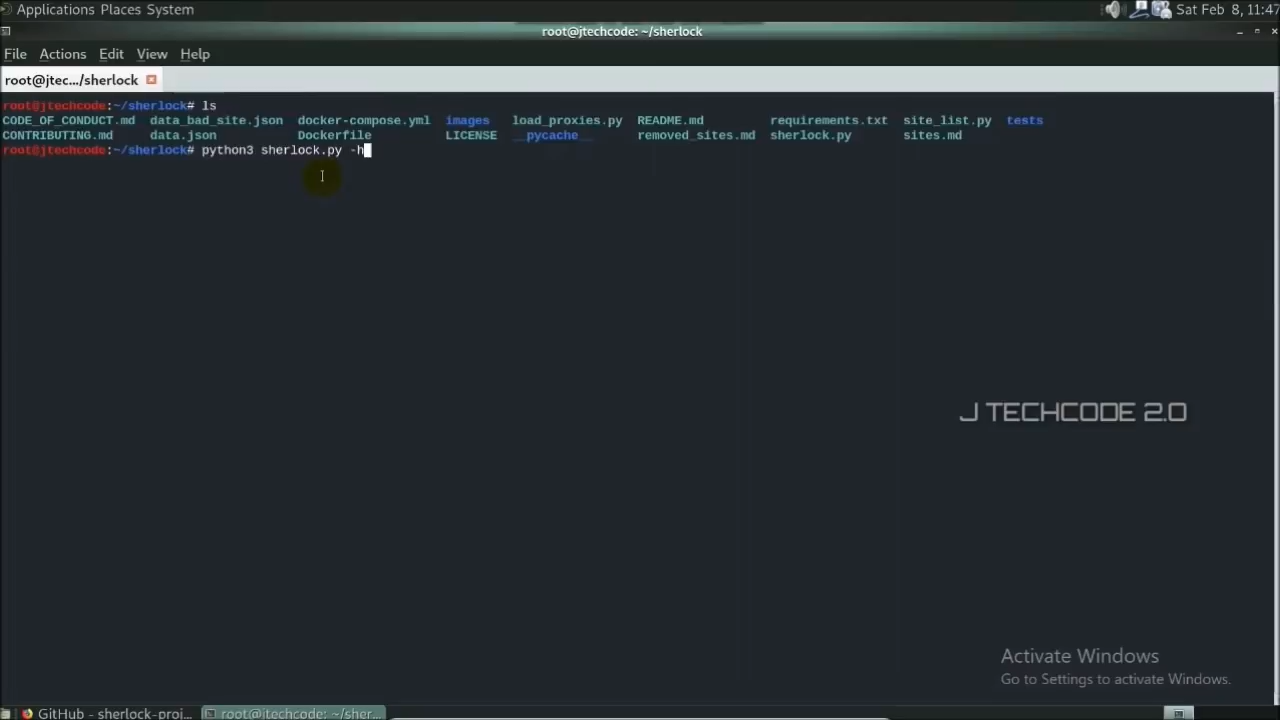 Applications Places System
Sat Feb 8, 11:47
root@jtechcode: ~/sherlock
File Actions Edit View Help
root@jtec.../sherlock
root@jtechcode:~/sherlock# ls
CODE_OF_CONDUCT.md data_bad_site.json docker-compose.yml images load_proxies.py README.md requirements.txt site_list.py tests
CONTRIBUTING.md data.json Dockerfile LICENSE __pycache__ removed_sites.md sherlock.py sites.md
root@jtechcode:~/sherlock# python3 sherlock.py -h
J TECHCODE 2.0
Activate Windows
Go to Settings to activate Windows.
GitHub - sherlock-proj...
root@jtechcode: ~/sher...